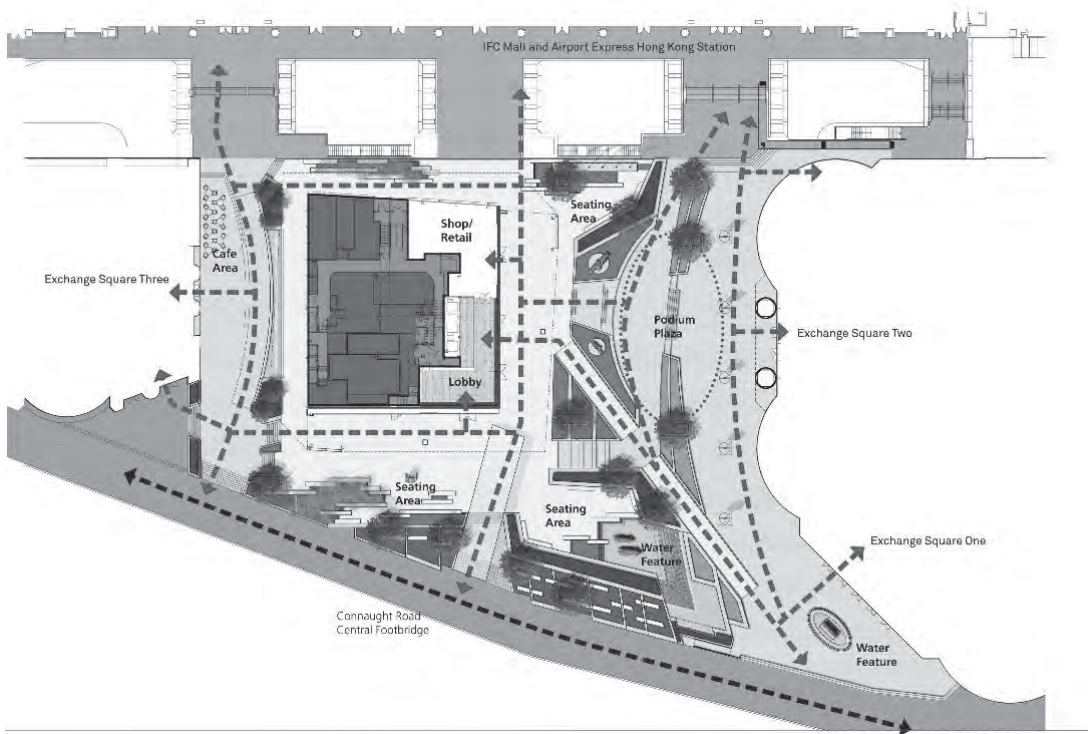 IFC Mall and Airport Express Hong Kong Station
Seating
Area
Shop/
Retail
Cafe
Area
Exchange Square Three
Podium
Plaza
Exchange Square Two
Lobby
Seating
Area
Seating
Area
Water
Feature
Exchange Square One
Connaught Road
Central Footbridge
Water
Feature